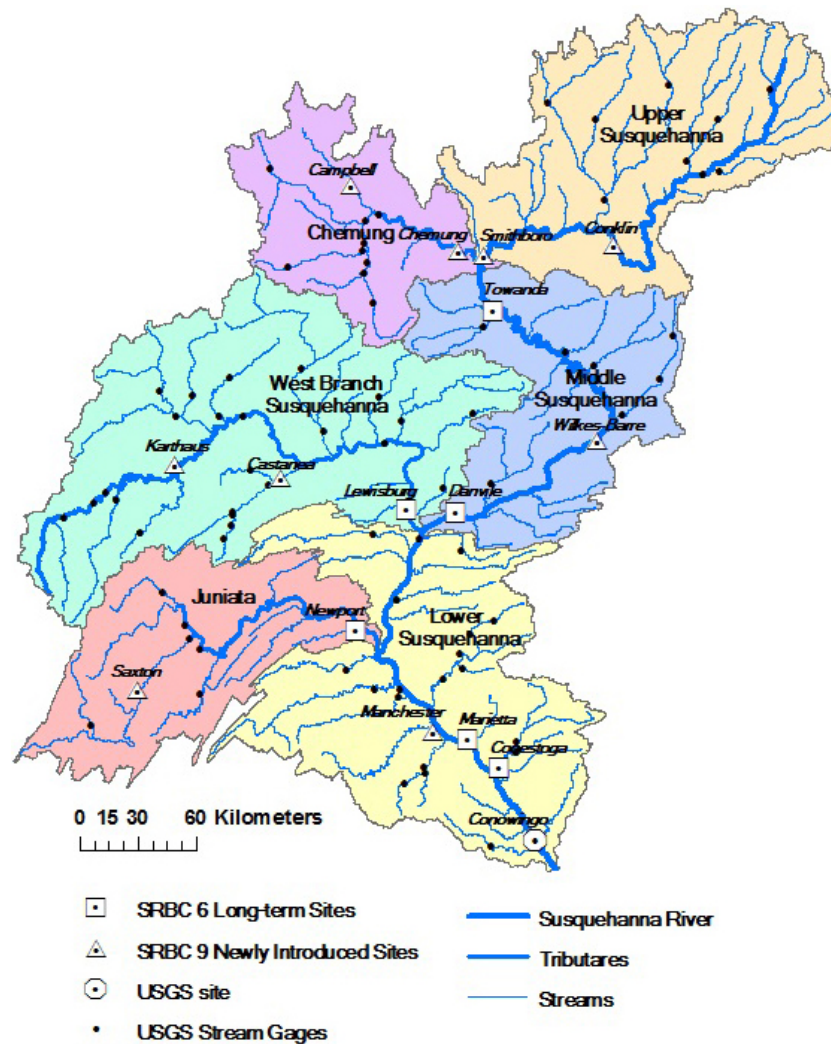 Upper
Susquehanna
Campbell
Chemung
Chemung
Smithboro
Conklin
Towanda
Middle
Susquehanna
West Branch
Susquehanna
Wilkes-Barre
Karthaus
Castanea
Lewisburg
Danville
Juniata
Newport
Lower
Susquehanna
Saxton
Manchester
Marietta
Conestoga
Conowingo
0 15 30 60 Kilometers
SRBC 6 Long-term Sites
SRBC 9 Newly Introduced Sites
USGS site
USGS Stream Gages
Susquehanna River
Tributares
Streams